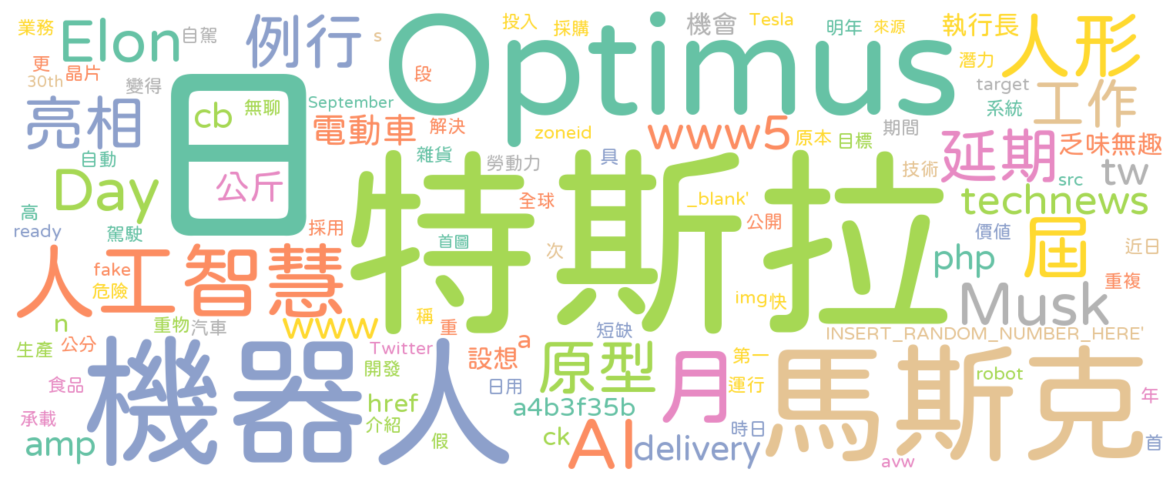 業務
Elon
自駕
例行
s
Optimus
投入
採購
機會
Tesla
明年
來源
執行長
人形
更
晶片
30th
變得
段
潛力
target
工作
亮相
cb
無聊
日
September
電動車
解決
zoneid
www5
原本
目標
期間
系統
延期
乏味無趣
自動
雜貨
勞動力
具
技術
src
tw
Day
公斤
特斯拉
全球
_blank'
technews
高
ready
駕駛
採用
首圖
次
公開
價值
屆
近日
人工智慧
fake
危險
php
重複
img
快
Musk
n
重物
汽車
www
稱
重
短缺
INSERT_RANDOM_NUMBER_HERE'
生產
公分
機器人
Twitter
設想
a
原型
月
第一
馬斯克
食品
開發
日用
運行
robot
年
承載
href
介紹
a4b3f35b
amp
假
ck
AI
delivery
時日
avw
首